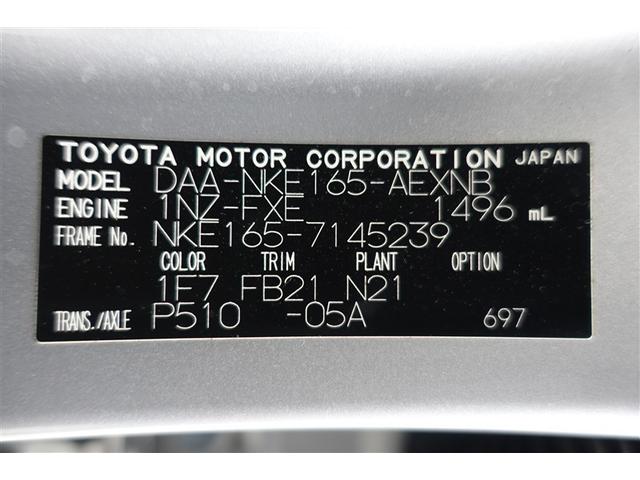 TOYOTA MOTOR CORPORATION JAPAN
MODEL DAA-NKE165-AEXNB
ENGINE 1NZ-FXE 1496 mL
FRAME No. NKE165-7145239
COLOR TRIM PLANT OPTION
1F7 FB21 N21
TRANS./AXLE P510 -05A 697